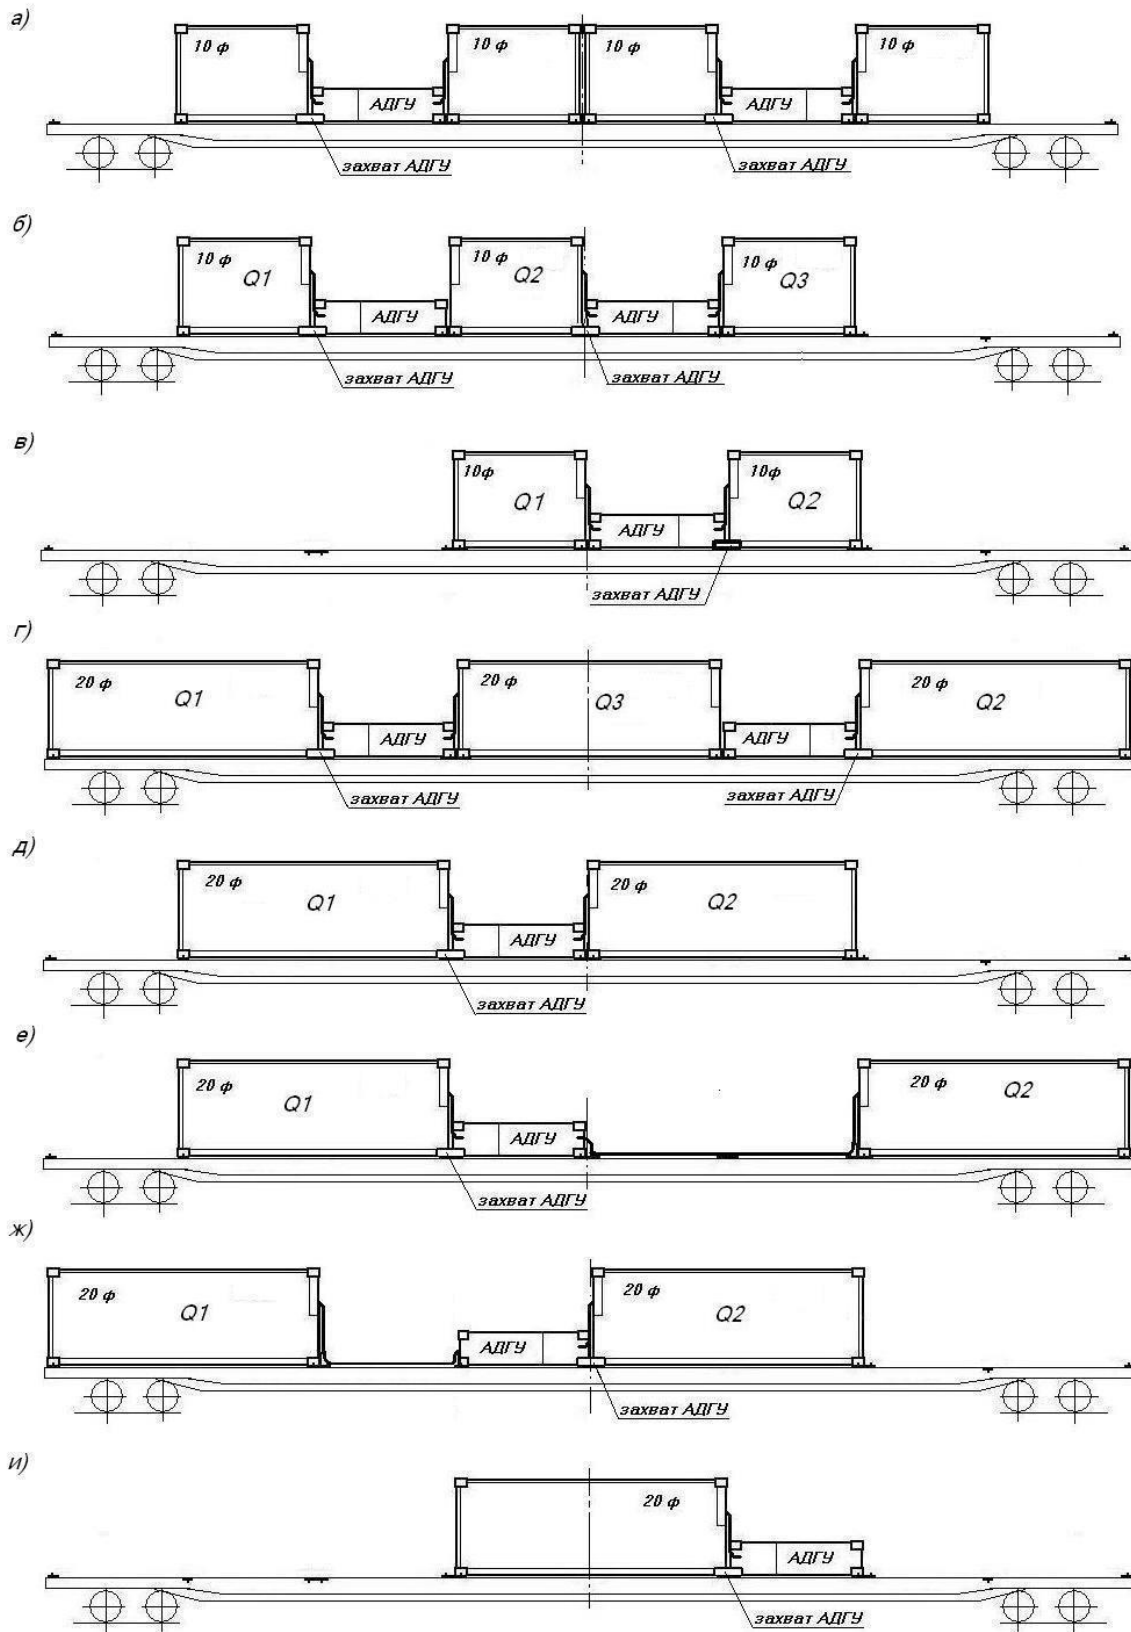 а)
10 ф 10 ф 10 ф 10 ф
АДГУ АДГУ
захват АДГУ захват АДГУ
б)
10 ф Q1 10 ф Q2 10 ф Q3
АДГУ АДГУ
захват АДГУ захват АДГУ
в)
10ф Q1 10ф Q2
АДГУ
захват АДГУ
г)
20 ф Q1 20 ф Q3 20 ф Q2
АДГУ АДГУ
захват АДГУ захват АДГУ
д)
20 ф Q1 20 ф Q2
АДГУ
захват АДГУ
е)
20 ф Q1 20 ф Q2
АДГУ
захват АДГУ
ж)
20 ф Q1 20 ф Q2
АДГУ
захват АДГУ
и)
20 ф
АДГУ
захват АДГУ